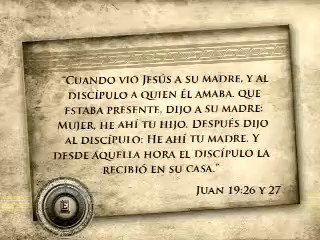 "Cuando vio Jesús a su madre, y al
discípulo a quien él amaba, que
estaba presente, dijo a su madre:
Mujer, he ahí tu hijo. Después dijo
al discípulo: He ahí tu madre. Y
desde aquella hora el discípulo la
recibió en su casa."
Juan 19:26 y 27
E